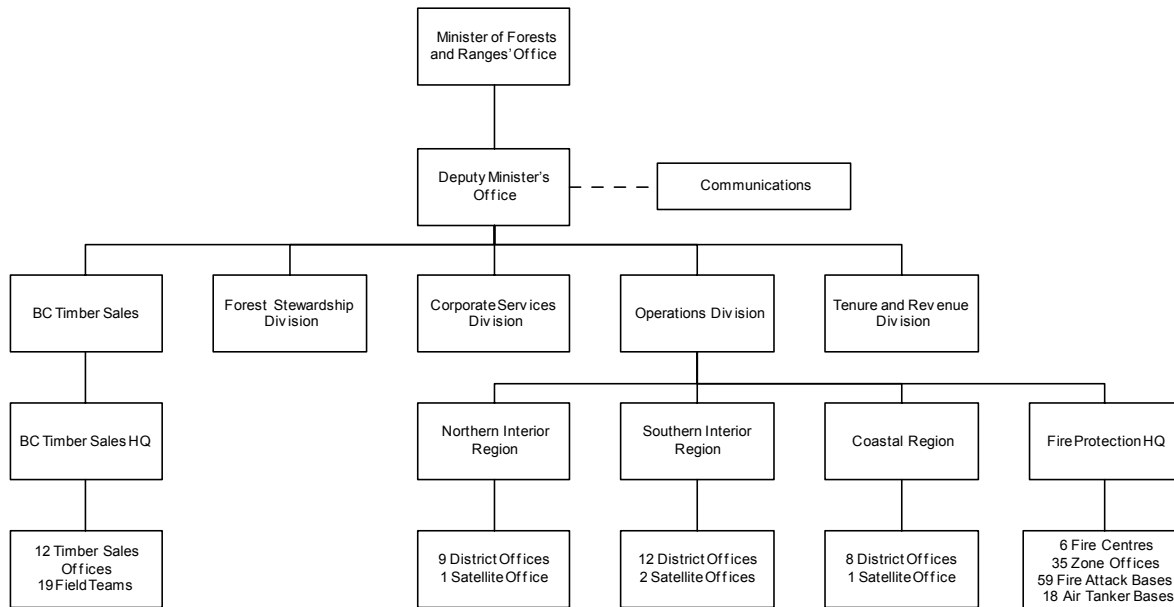 Minister of Forests
and Ranges' Office
Deputy Minister's
Office
Communications
BC Timber Sales
Forest Stewardship
Division
Corporate Services
Division
Operations Division
Tenure and Revenue
Division
BC Timber Sales HQ
Northern Interior
Region
Southern Interior
Region
Coastal Region
Fire Protection HQ
12 Timber Sales
Offices
19 Field Teams
9 District Offices
1 Satellite Office
12 District Offices
2 Satellite Offices
8 District Offices
1 Satellite Office
6 Fire Centres
35 Zone Offices
59 Fire Attack Bases
18 Air Tanker Bases